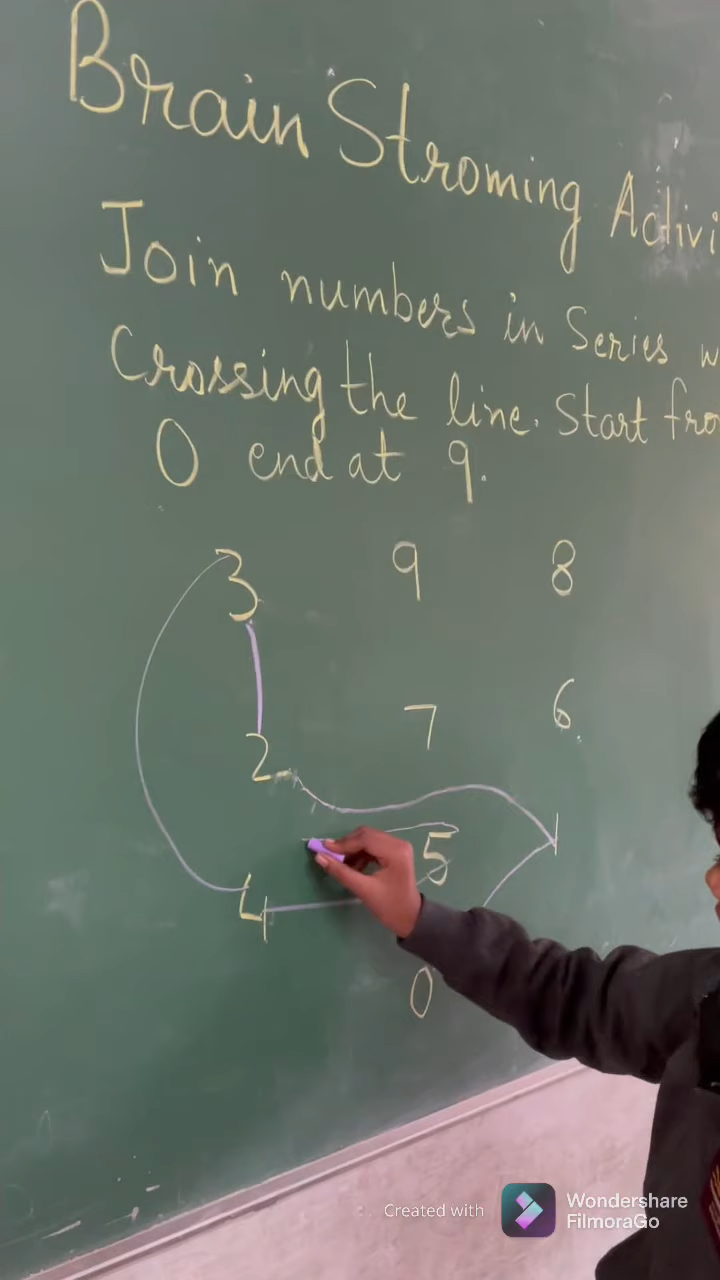 Brain Stroming Activi
Join numbers in Series w
Crossing the line. Start fro
0 end at 9.
3 9 8
2 7 6
1
5
4
0
Created with Wondershare FilmoraGo